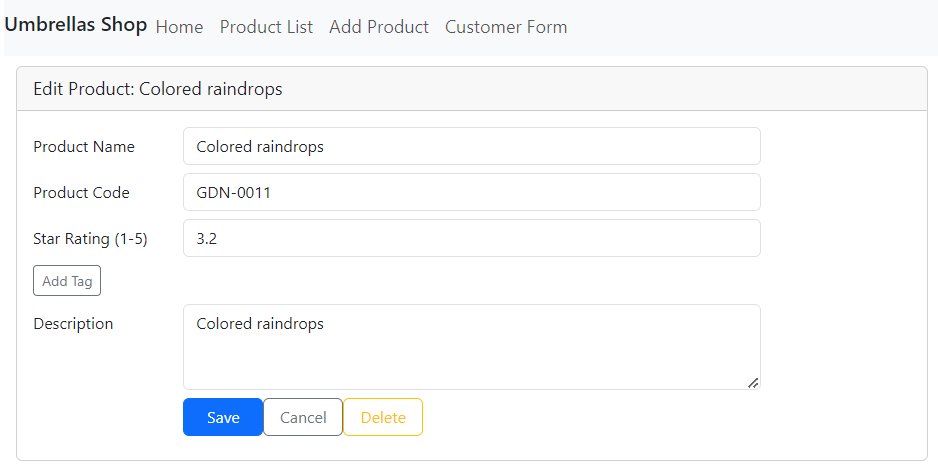 Umbrellas Shop Home Product List Add Product Customer Form
Edit Product: Colored raindrops
Product Name Colored raindrops
Product Code GDN-0011
Star Rating (1-5) 3.2
Add Tag
Description Colored raindrops
Save Cancel Delete